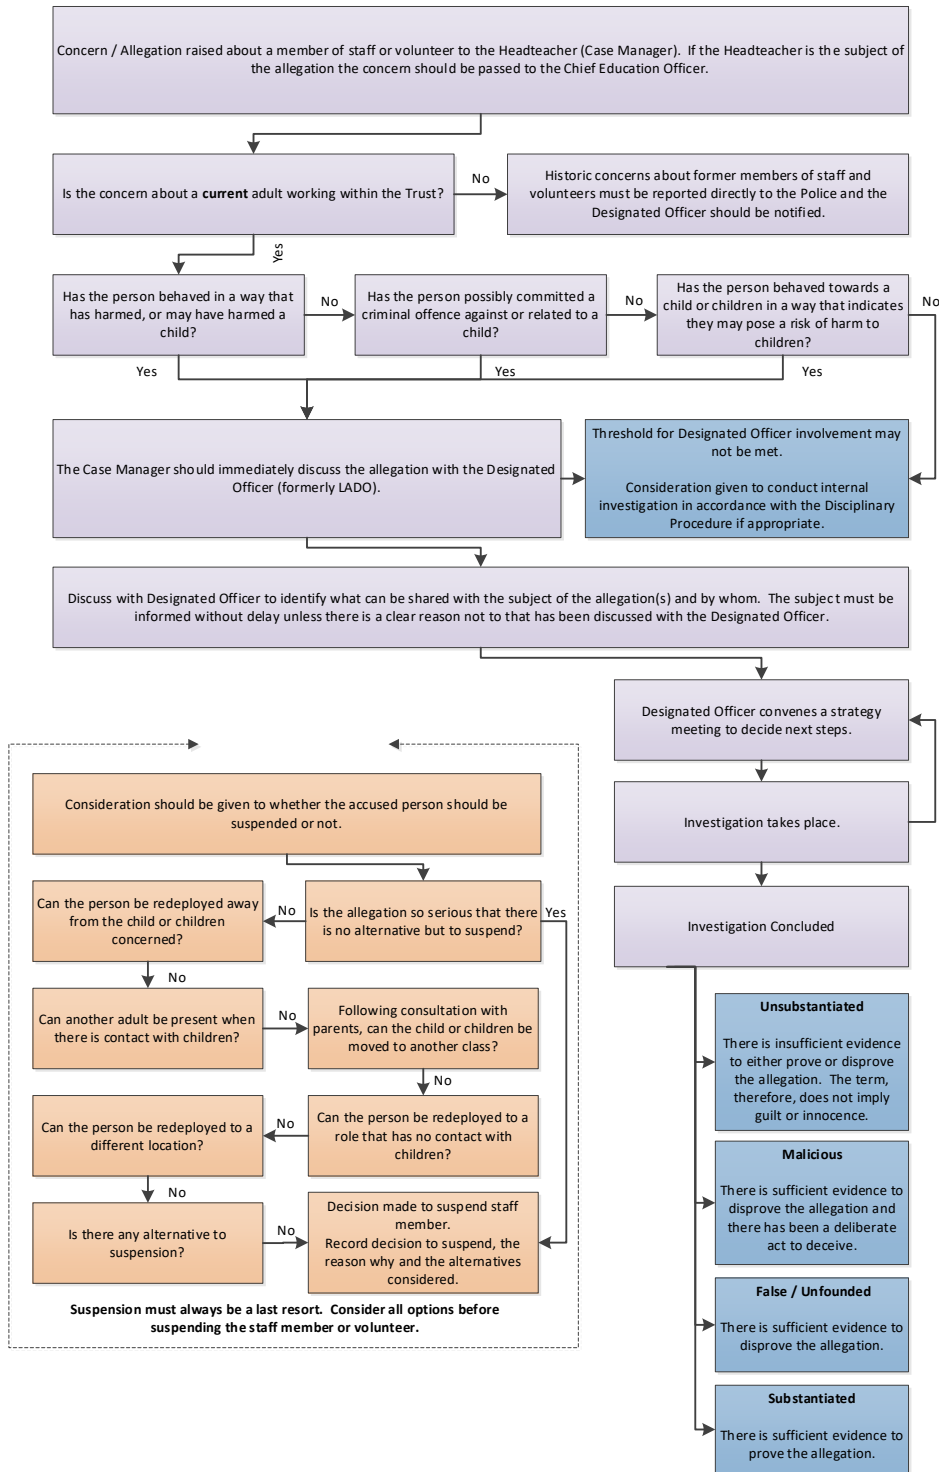 Concern / Allegation raised about a member of staff or volunteer to the Headteacher (Case Manager). If the Headteacher is the subject of
the allegation the concern should be passed to the Chief Education Officer.
Is the concern about a current adult working within the Trust?
No
Historic concerns about former members of staff and
volunteers must be reported directly to the Police and the
Designated Officer should be notified.
Yes
Has the person behaved in a way that
has harmed, or may have harmed a
child?
No
Has the person possibly committed a
criminal offence against or related to a
child?
No
Has the person behaved towards a
child or children in a way that indicates
they may pose a risk of harm to
children?
No
Yes
Yes
Yes
The Case Manager should immediately discuss the allegation with the Designated
Officer (formerly LADO).
Threshold for Designated Officer involvement may
not be met.
Consideration given to conduct internal
investigation in accordance with the Disciplinary
Procedure if appropriate.
Discuss with Designated Officer to identify what can be shared with the subject of the allegation(s) and by whom. The subject must be
informed without delay unless there is a clear reason not to that has been discussed with the Designated Officer.
Designated Officer convenes a strategy
meeting to decide next steps.
Investigation takes place.
Investigation Concluded
Consideration should be given to whether the accused person should be
suspended or not.
Can the person be redeployed away
from the child or children
concerned?
No
Is the allegation so serious that there
is no alternative but to suspend?
Yes
No
Can another adult be present when
there is contact with children?
No
Following consultation with
parents, can the child or children be
moved to another class?
No
Can the person be redeployed to a
different location?
No
Can the person be redeployed to a
role that has no contact with
children?
No
Is there any alternative to
suspension?
No
Decision made to suspend staff
member.
Record decision to suspend, the
reason why and the alternatives
considered.
Suspension must always be a last resort. Consider all options before
suspending the staff member or volunteer.
Unsubstantiated
There is insufficient evidence
to either prove or disprove
the allegation. The term,
therefore, does not imply
guilt or innocence.
Malicious
There is sufficient evidence to
disprove the allegation and
there has been a deliberate
act to deceive.
False / Unfounded
There is sufficient evidence to
disprove the allegation.
Substantiated
There is sufficient evidence to
prove the allegation.